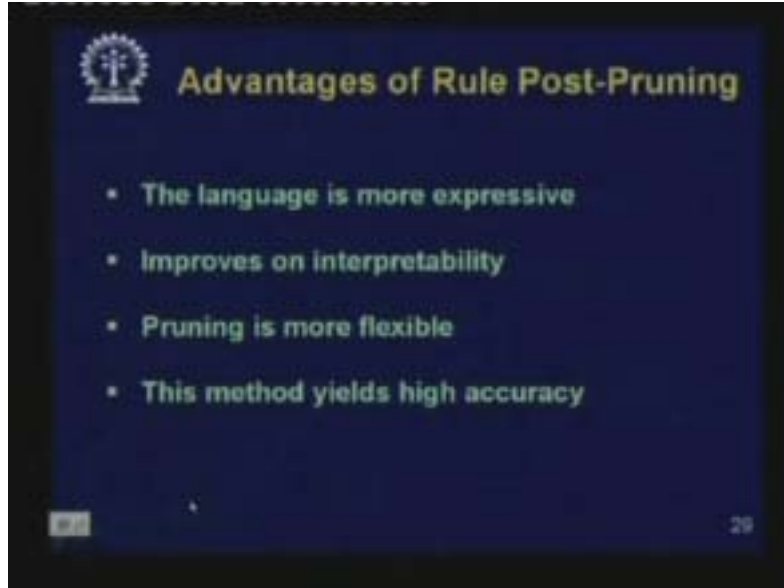 Advantages of Rule Post-Pruning
▪ The language is more expressive
▪ Improves on interpretability
▪ Pruning is more flexible
▪ This method yields high accuracy
29